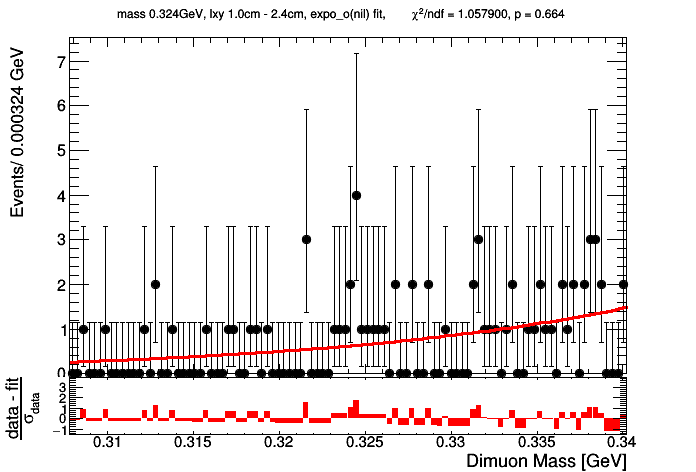 mass 0.324GeV, lxy 1.0cm - 2.4cm, expo_o(nil) fit, χ²/ndf = 1.057900, p = 0.664
Events/ 0.000324 GeV
7
6
5
4
3
2
1
0
data - fit
σdata
3
2
1
0
−1
0.31 0.315 0.32 0.325 0.33 0.335 0.34
Dimuon Mass [GeV]